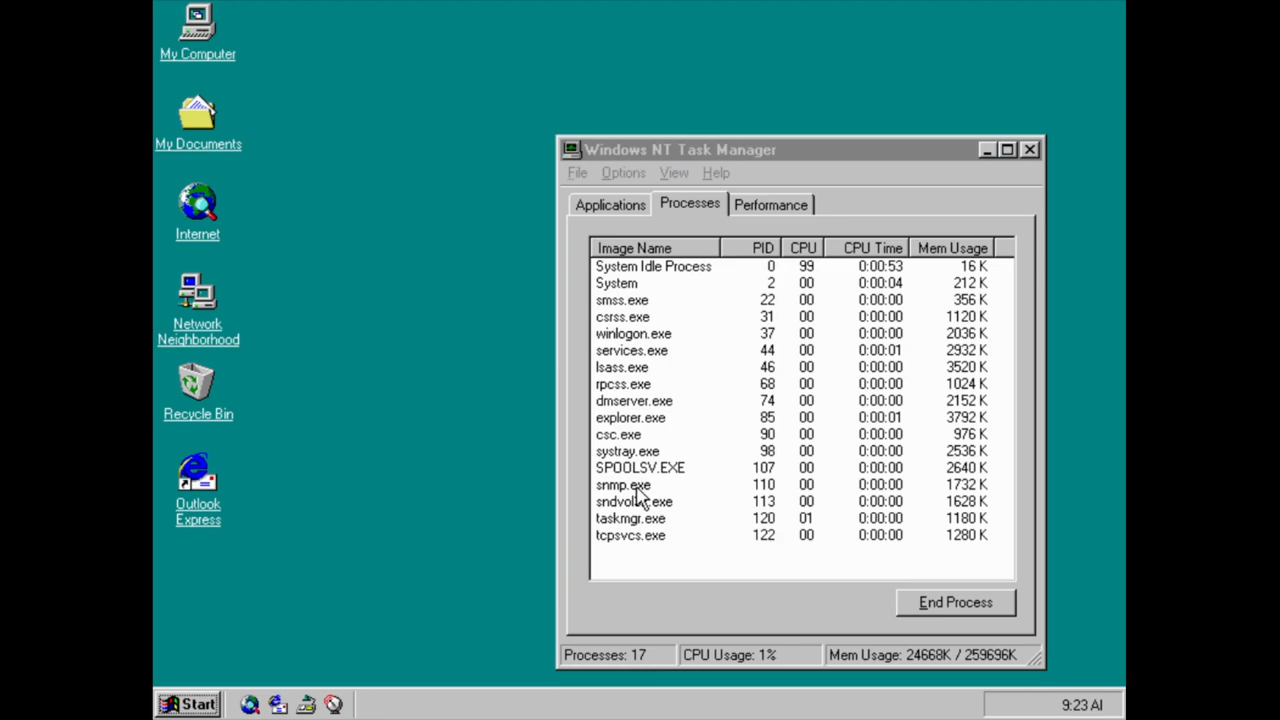 My Computer
My Documents
Internet
Network
Neighborhood
Recycle Bin
Outlook
Express
Windows NT Task Manager
File Options View Help
Applications Processes Performance
Image Name PID CPU CPU Time Mem Usage
System Idle Process 0 99 0:00:53 16 K
System 2 00 0:00:04 212 K
smss.exe 22 00 0:00:00 356 K
csrss.exe 31 00 0:00:00 1120 K
winlogon.exe 37 00 0:00:00 2036 K
services.exe 44 00 0:00:01 2932 K
lsass.exe 46 00 0:00:00 3520 K
rpcss.exe 68 00 0:00:00 1024 K
dmserver.exe 74 00 0:00:00 2152 K
explorer.exe 85 00 0:00:01 3792 K
csc.exe 90 00 0:00:00 976 K
systray.exe 98 00 0:00:00 2536 K
SPOOLSV.EXE 107 00 0:00:00 2640 K
snmp.exe 110 00 0:00:00 1732 K
113 00 0:00:00 1628 K
taskmgr.exe 120 01 0:00:00 1180 K
tcpsvcs.exe 122 00 0:00:00 1280 K
End Process
Processes: 17 CPU Usage: 1% Mem Usage: 24668K / 259696K
Start 9:23